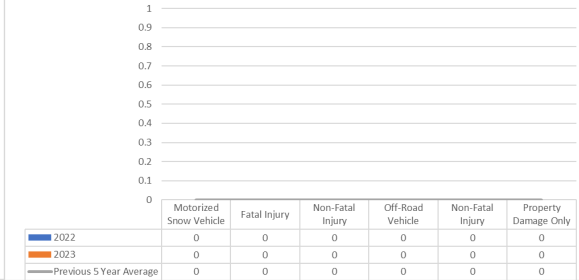 1
0.9
0.8
0.7
0.6
0.5
0.4
0.3
0.2
0.1
0
Motorized Snow Vehicle Fatal Injury Non-Fatal Injury Off-Road Vehicle Non-Fatal Injury Property Damage Only
2022 0 0 0 0 0 0
2023 0 0 0 0 0 0
Previous 5 Year Average 0 0 0 0 0 0